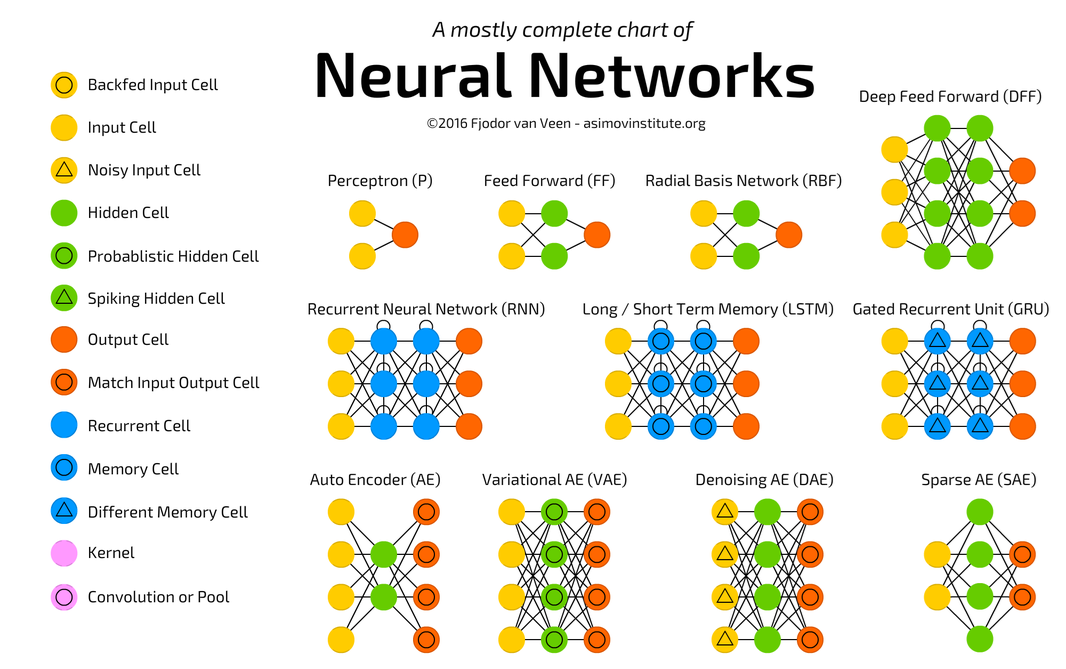 A mostly complete chart of
Neural Networks
©2016 Fjodor van Veen - asimovinstitute.org
Backfed Input Cell
Input Cell
Noisy Input Cell
Hidden Cell
Probablistic Hidden Cell
Spiking Hidden Cell
Output Cell
Match Input Output Cell
Recurrent Cell
Memory Cell
Different Memory Cell
Kernel
Convolution or Pool
Deep Feed Forward (DFF)
Perceptron (P)
Feed Forward (FF)
Radial Basis Network (RBF)
Recurrent Neural Network (RNN)
Long / Short Term Memory (LSTM)
Gated Recurrent Unit (GRU)
Auto Encoder (AE)
Variational AE (VAE)
Denoising AE (DAE)
Sparse AE (SAE)